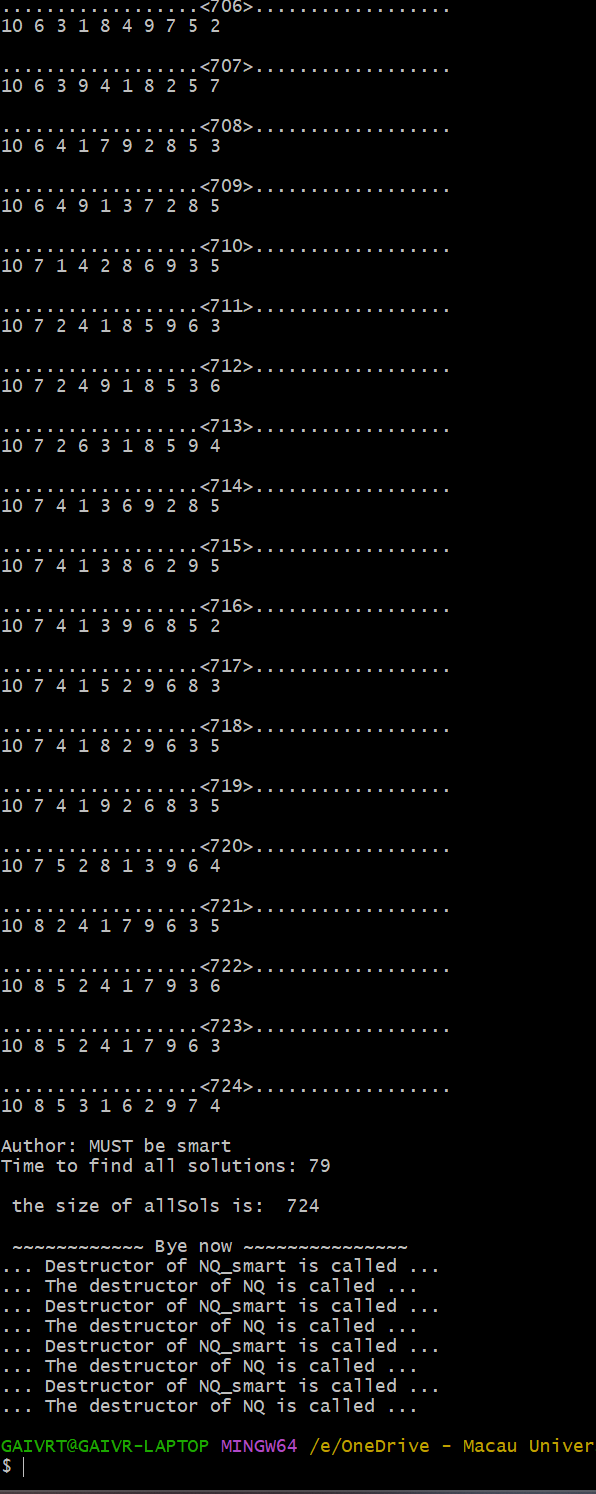 ..................<706>..................
10 6 3 1 8 4 9 7 5 2
..................<707>..................
10 6 3 9 4 1 8 2 5 7
..................<708>..................
10 6 4 1 7 9 2 8 5 3
..................<709>..................
10 6 4 9 1 3 7 2 8 5
..................<710>..................
10 7 1 4 2 8 6 9 3 5
..................<711>..................
10 7 2 4 1 8 5 9 6 3
..................<712>..................
10 7 2 4 9 1 8 5 3 6
..................<713>..................
10 7 2 6 3 1 8 5 9 4
..................<714>..................
10 7 4 1 3 6 9 2 8 5
..................<715>..................
10 7 4 1 3 8 6 2 9 5
..................<716>..................
10 7 4 1 3 9 6 8 5 2
..................<717>..................
10 7 4 1 5 2 9 6 8 3
..................<718>..................
10 7 4 1 8 2 9 6 3 5
..................<719>..................
10 7 4 1 9 2 6 8 3 5
..................<720>..................
10 7 5 2 8 1 3 9 6 4
..................<721>..................
10 8 2 4 1 7 9 6 3 5
..................<722>..................
10 8 5 2 4 1 7 9 3 6
..................<723>..................
10 8 5 2 4 1 7 9 6 3
..................<724>..................
10 8 5 3 1 6 2 9 7 4
Author: MUST be smart
Time to find all solutions: 79
the size of allSols is:  724
~~~~~~~~~~~~ Bye now ~~~~~~~~~~~~~~~
... Destructor of NQ_smart is called ...
... The destructor of NQ is called ...
... Destructor of NQ_smart is called ...
... The destructor of NQ is called ...
... Destructor of NQ_smart is called ...
... The destructor of NQ is called ...
... Destructor of NQ_smart is called ...
... The destructor of NQ is called ...
GAIVRT@GAIVR-LAPTOP MINGW64 /e/OneDrive - Macau Univer
$